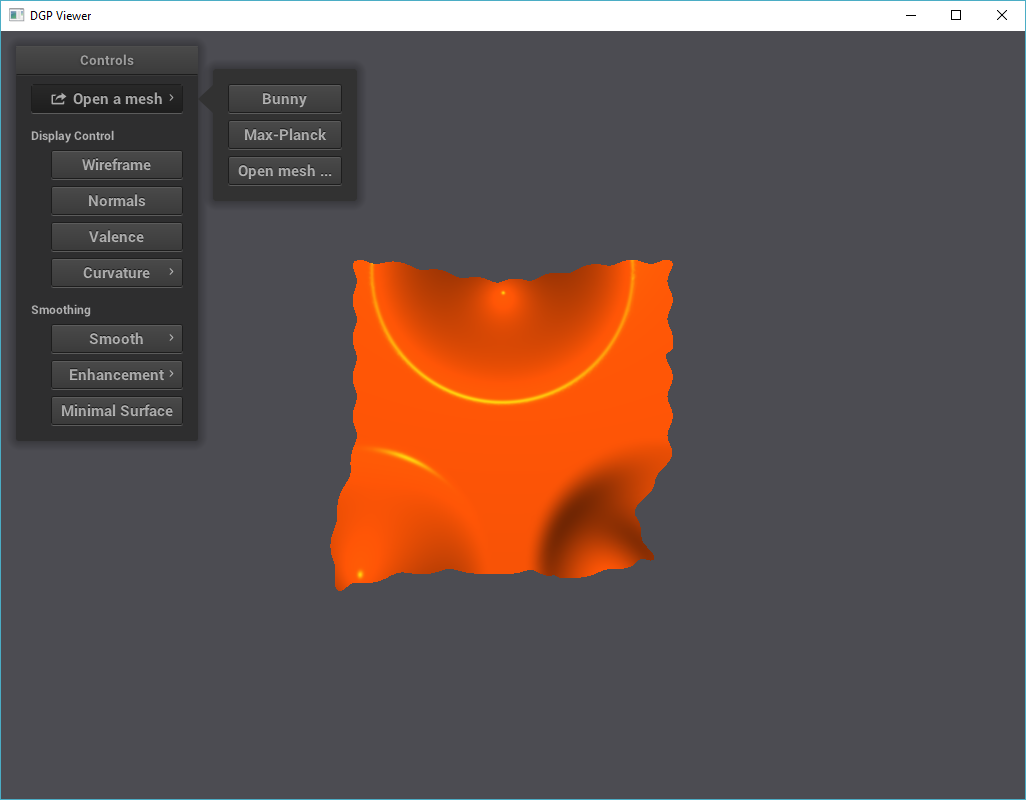 DGP Viewer
Controls
Open a mesh
Display Control
Wireframe
Normals
Valence
Curvature
Smoothing
Smooth
Enhancement
Minimal Surface
Bunny
Max-Planck
Open mesh ...